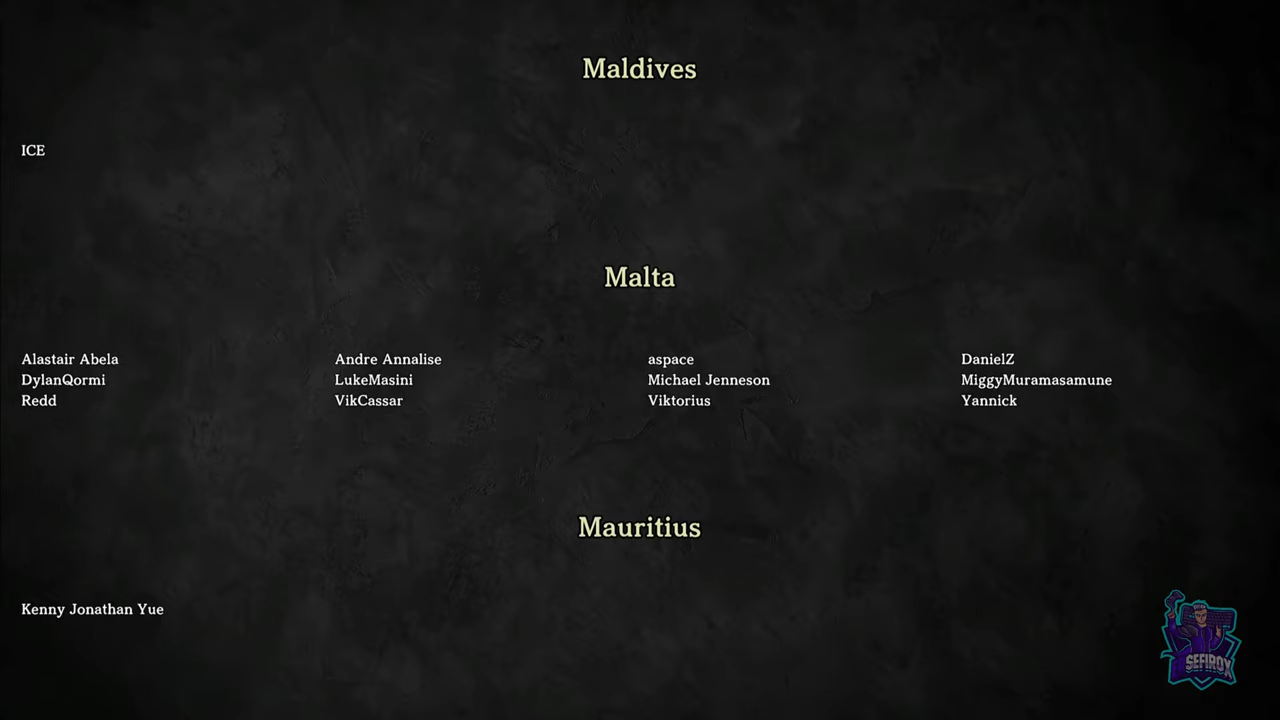 Maldives
ICE
Malta
Alastair Abela Andre Annalise aspace DanielZ
DylanQormi LukeMasini Michael Jenneson MiggyMuramasamune
Redd VikCassar Viktorius Yannick
Mauritius
Kenny Jonathan Yue
SEFIROX